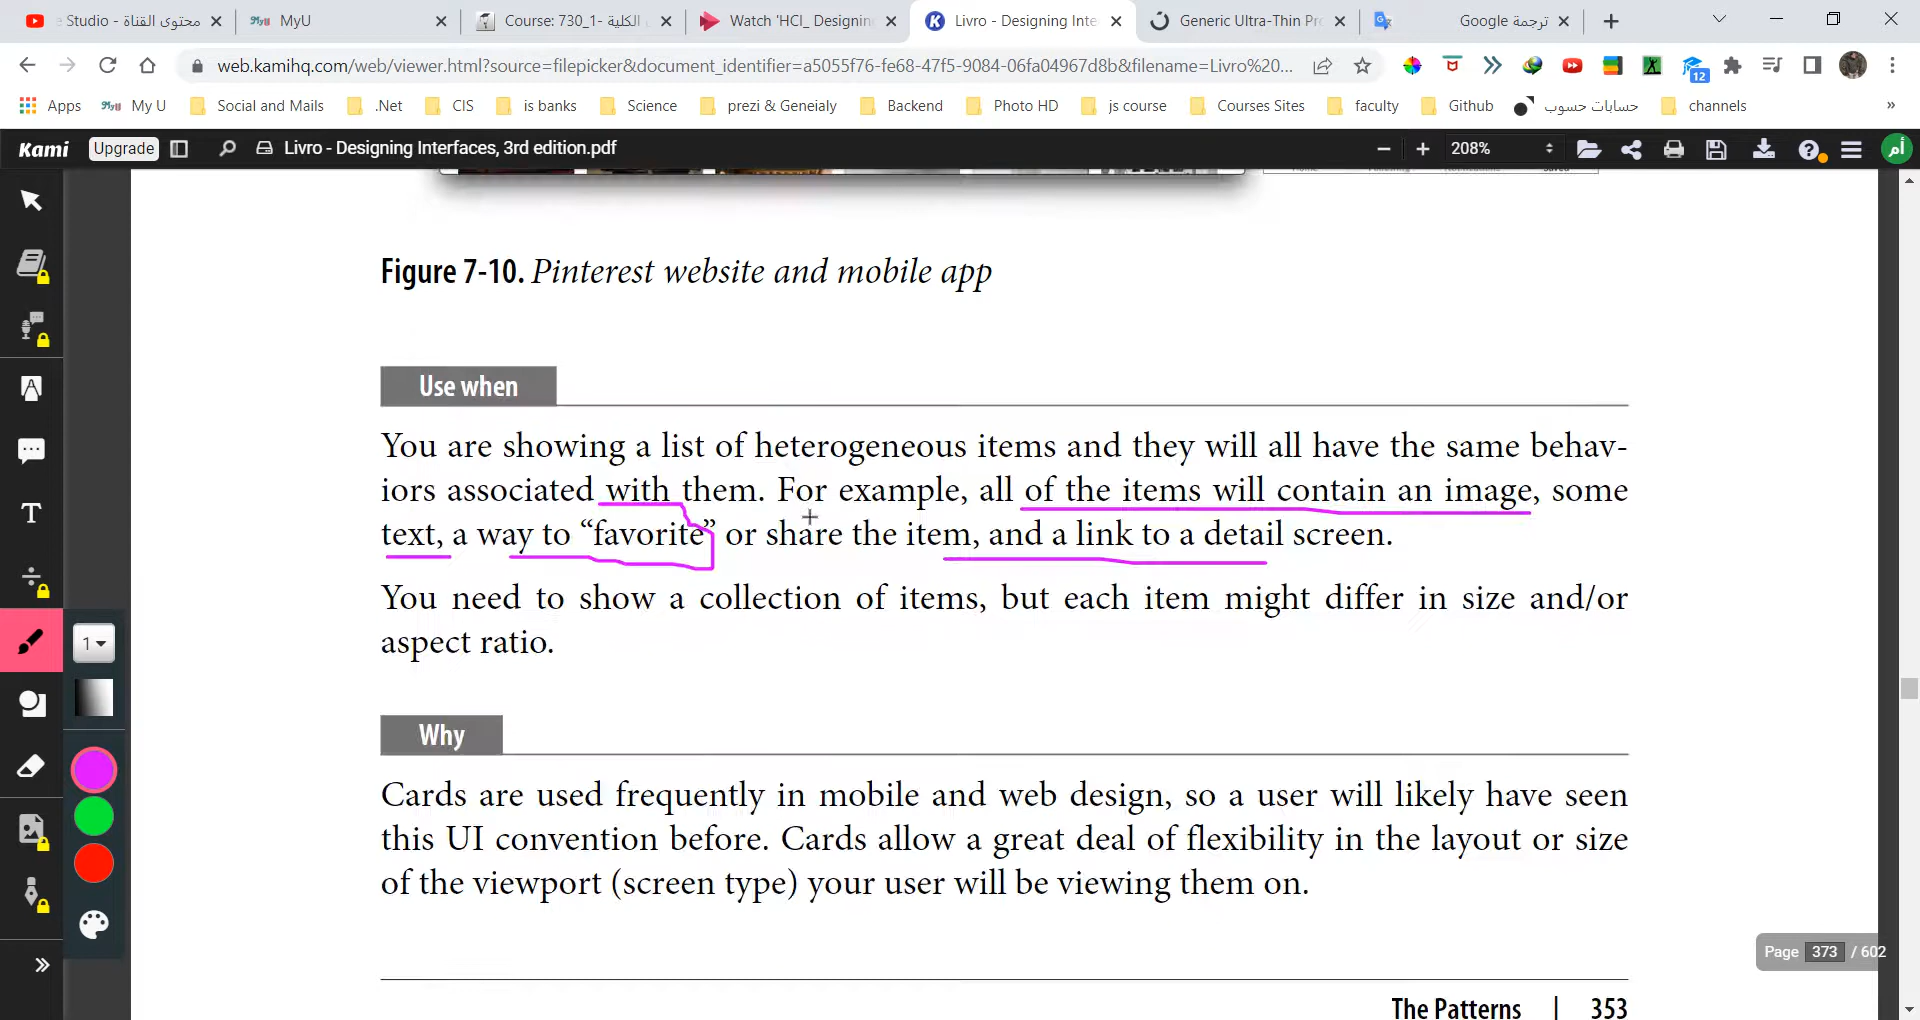 e Studio - محتوى القناة
MyU
Course: 730_1- الكلية
Watch 'HCI_ Designin
Livro - Designing Inte
Generic Ultra-Thin Pr
ترجمة Google
web.kamihq.com/web/viewer.html?source=filepicker&document_identifier=a5055f76-fe68-47f5-9084-06fa04967d8b&filename=Livro%20...
12
Apps
My U
Social and Mails
.Net
CIS
is banks
Science
prezi & Geneialy
Backend
Photo HD
js course
Courses Sites
faculty
Github
حسابات حسوب
channels
»
Kami
Upgrade
Livro - Designing Interfaces, 3rd edition.pdf
208%
أم
Figure 7-10. Pinterest website and mobile app
Use when
You are showing a list of heterogeneous items and they will all have the same behav-
iors associated with them. For example, all of the items will contain an image, some
text, a way to “favorite” or share the item, and a link to a detail screen.
You need to show a collection of items, but each item might differ in size and/or
aspect ratio.
1
Why
Cards are used frequently in mobile and web design, so a user will likely have seen
this UI convention before. Cards allow a great deal of flexibility in the layout or size
of the viewport (screen type) your user will be viewing them on.
Page 373 / 602
The Patterns | 353